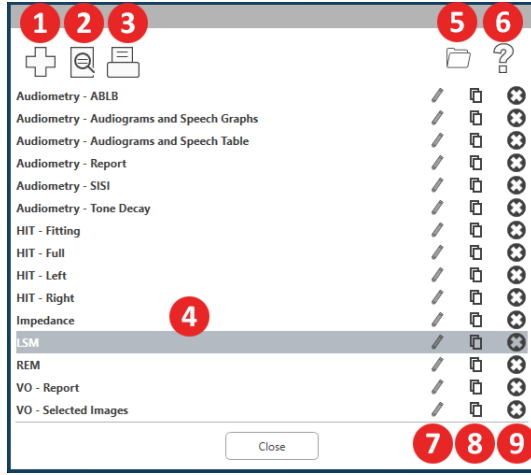 1 2 3 5 6
?
Audiometry - ABLB
Audiometry - Audiograms and Speech Graphs
Audiometry - Audiograms and Speech Table
Audiometry - Report
Audiometry - SISI
Audiometry - Tone Decay
HIT - Fitting
HIT - Full
HIT - Left
HIT - Right
Impedance
4
LSM
REM
VO - Report
VO - Selected Images
Close
7 8 9